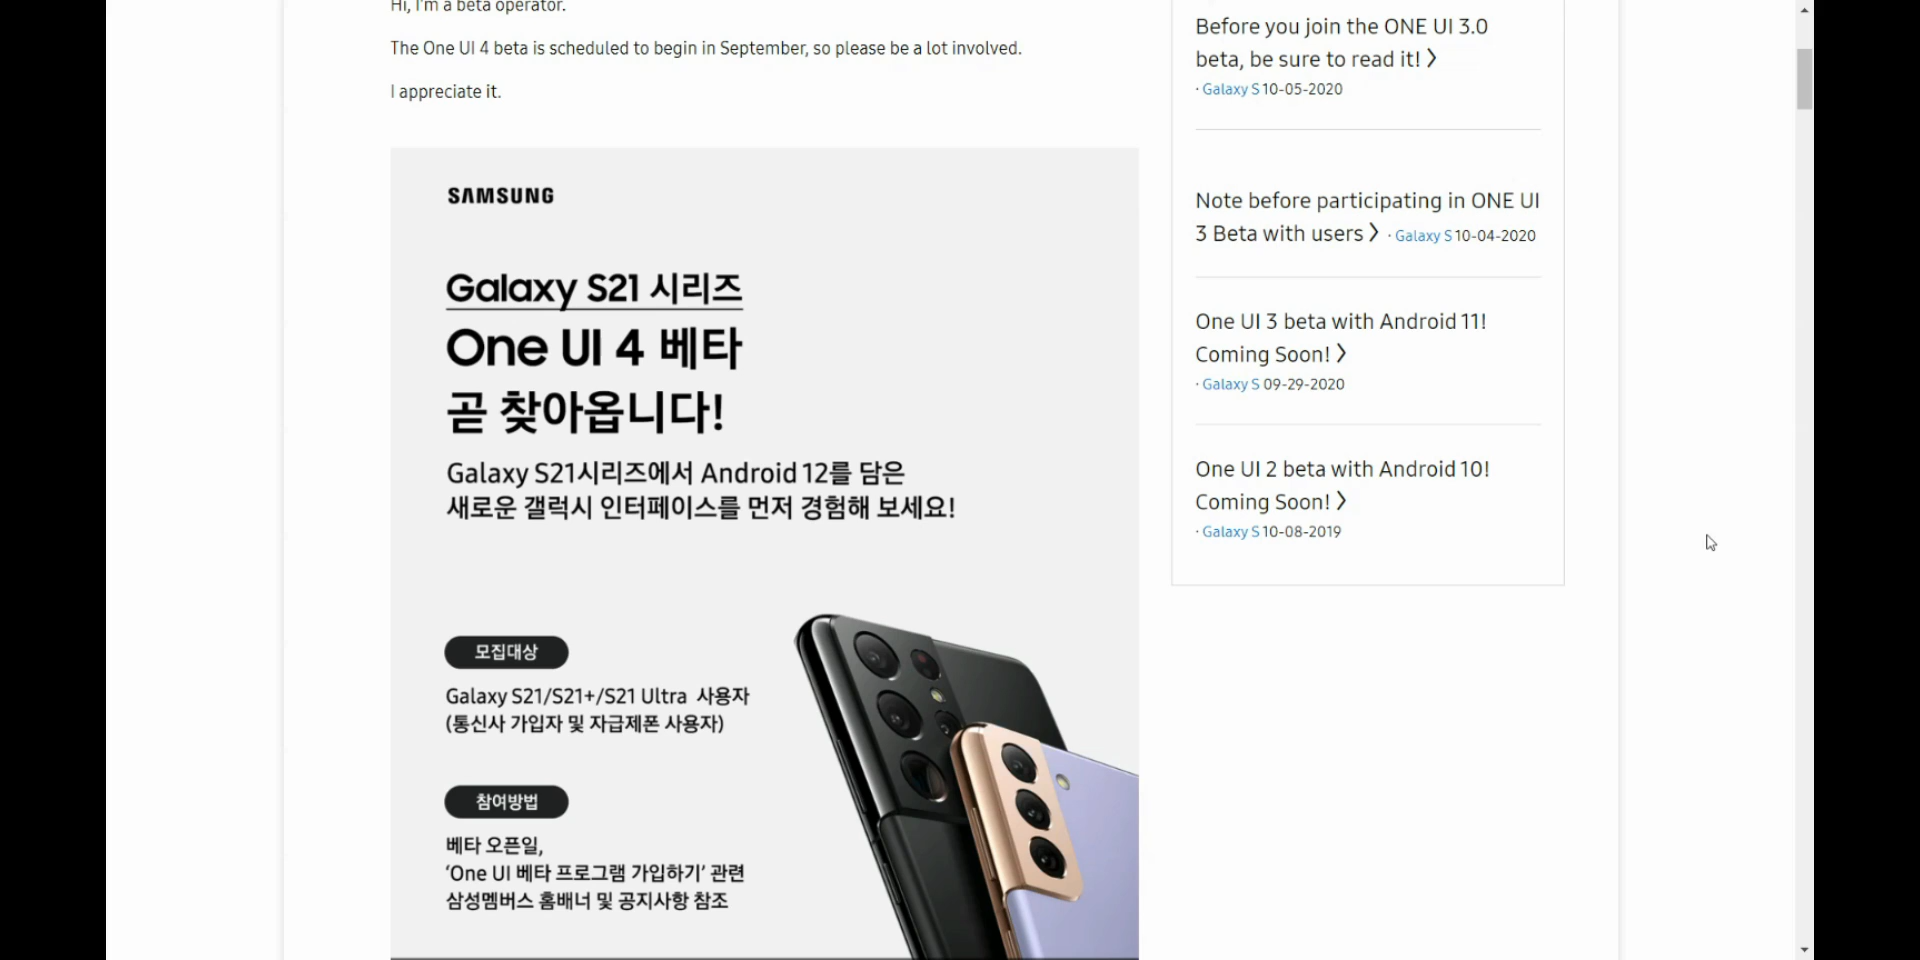 Hi, I'm a beta operator.
The One UI 4 beta is scheduled to begin in September, so please be a lot involved.
I appreciate it.
SAMSUNG
Galaxy S21 시리즈
One UI 4 베타
곧 찾아옵니다!
Galaxy S21시리즈에서 Android 12를 담은
새로운 갤럭시 인터페이스를 먼저 경험해 보세요!
모집대상
Galaxy S21/S21+/S21 Ultra 사용자
(통신사 가입자 및 자급제폰 사용자)
참여방법
베타 오픈일,
‘One UI 베타 프로그램 가입하기’ 관련
삼성멤버스 홈배너 및 공지사항 참조
Before you join the ONE UI 3.0
beta, be sure to read it!
· Galaxy S 10-05-2020
Note before participating in ONE UI
3 Beta with users · Galaxy S 10-04-2020
One UI 3 beta with Android 11!
Coming Soon!
· Galaxy S 09-29-2020
One UI 2 beta with Android 10!
Coming Soon!
· Galaxy S 10-08-2019